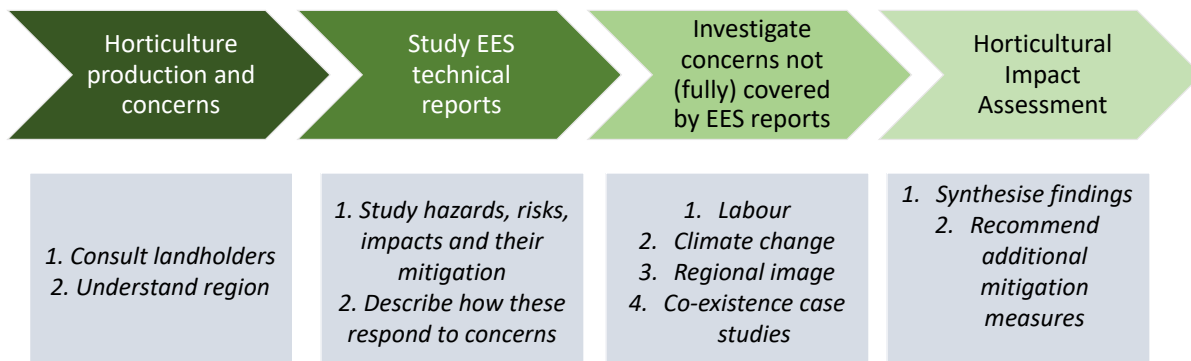 Horticulture
production and
concerns
Study EES
technical
reports
Investigate
concerns not
(fully) covered
by EES reports
Horticultural
Impact
Assessment
1. Consult landholders
2. Understand region
1. Study hazards, risks,
impacts and their
mitigation
2. Describe how these
respond to concerns
1. Labour
2. Climate change
3. Regional image
4. Co-existence case
studies
1. Synthesise findings
2. Recommend
additional
mitigation
measures